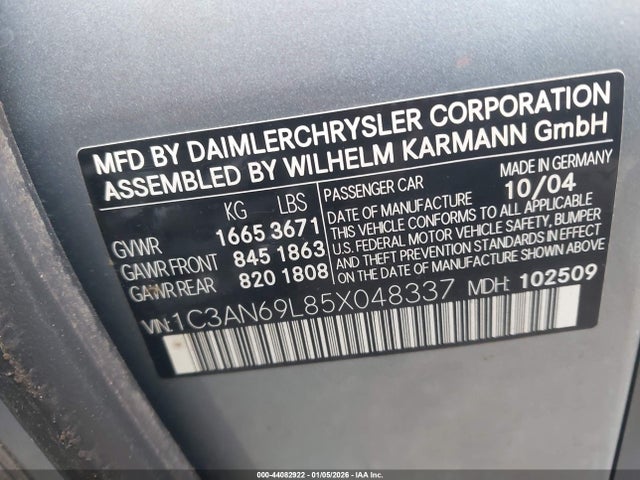 MFD BY DAIMLERCHRYSLER CORPORATION
ASSEMBLED BY WILHELM KARMANN GmbH
KG LBS
GVWR 1665 3671
GAWR FRONT 845 1863
GAWR REAR 820 1808
PASSENGER CAR MADE IN GERMANY
DATE OF MANUFACTURE 10/04
THIS VEHICLE CONFORMS TO ALL APPLICABLE
U.S. FEDERAL MOTOR VEHICLE SAFETY, BUMPER
AND THEFT PREVENTION STANDARDS IN EFFECT
ON THE DATE OF MANUFACTURE SHOWN ABOVE
VIN: 1C3AN69L85X048337 MDH: 102509
000-44082922 - 01/05/2026 - IAA Inc.